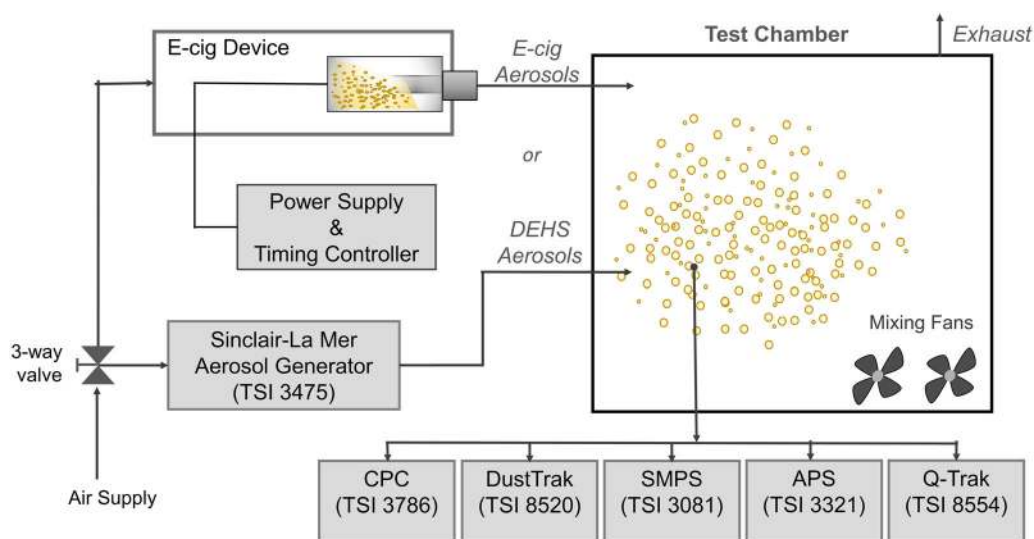 E-cig Device
E-cig
Aerosols
Test Chamber
Exhaust
or
Power Supply
&
Timing Controller
DEHS
Aerosols
3-way
valve
Sinclair-La Mer
Aerosol Generator
(TSI 3475)
Mixing Fans
Air Supply
CPC
(TSI 3786)
DustTrak
(TSI 8520)
SMPS
(TSI 3081)
APS
(TSI 3321)
Q-Trak
(TSI 8554)